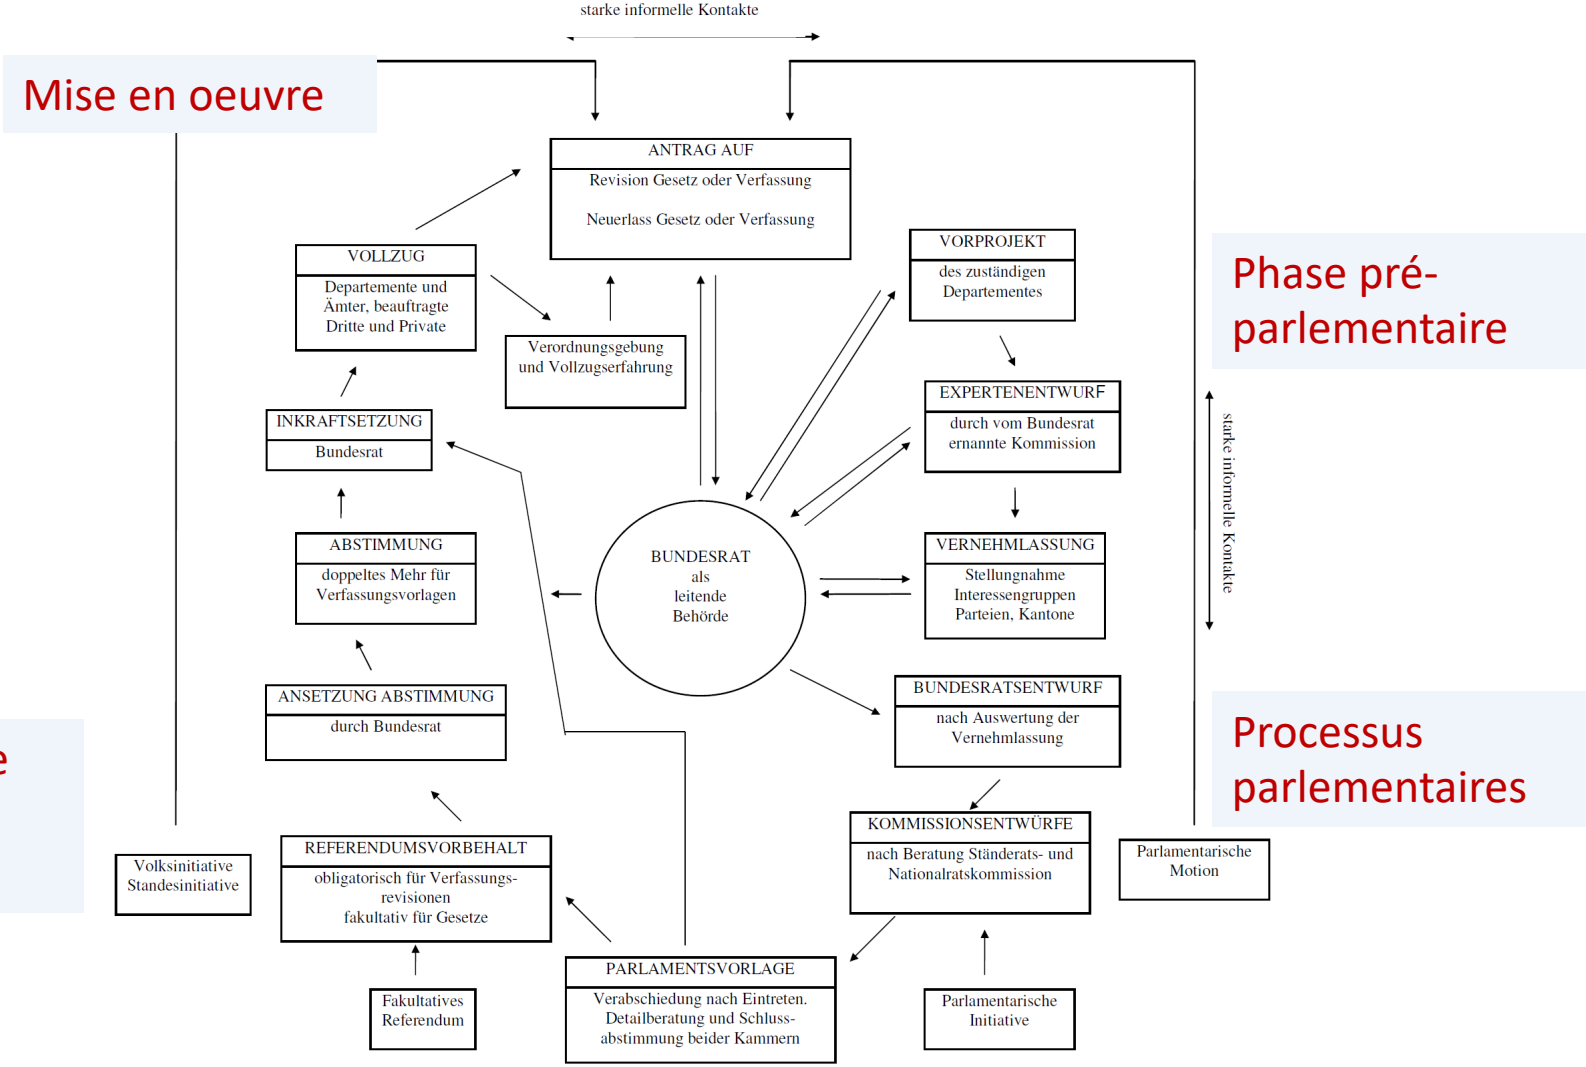 starke informelle Kontakte
Mise en oeuvre
ANTRAG AUF
Revision Gesetz oder Verfassung
Neuerlass Gesetz oder Verfassung
VORPROJEKT
des zuständigen
Departementes
Phase pré-
parlementaire
VOLLZUG
Departemente und
Ämter, beauftragte
Dritte und Private
Verordnungsgebung
und Vollzugserfahrung
EXPERTENENTWURF
durch vom Bundesrat
ernannte Kommission
starke informelle Kontakte
INKRAFTSETZUNG
Bundesrat
ABSTIMMUNG
doppeltes Mehr für
Verfassungsvorlagen
BUNDESRAT
als
leitende
Behörde
VERNEHMLASSUNG
Stellungnahme
Interessengruppen
Parteien, Kantone
ANSETZUNG ABSTIMMUNG
durch Bundesrat
BUNDESRATSENTWURF
nach Auswertung der
Vernehmlassung
Processus
parlementaires
e
KOMMISSIONSENTWÜRFE
nach Beratung Ständerats- und
Nationalratskommission
Parlamentarische
Motion
Volksinitiative
Standesinitiative
REFERENDUMSVORBEHALT
obligatorisch für Verfassungs-
revisionen
fakultativ für Gesetze
PARLAMENTSVORLAGE
Verabschiedung nach Eintreten.
Detailberatung und Schluss-
abstimmung beider Kammern
Fakultatives
Referendum
Parlamentarische
Initiative